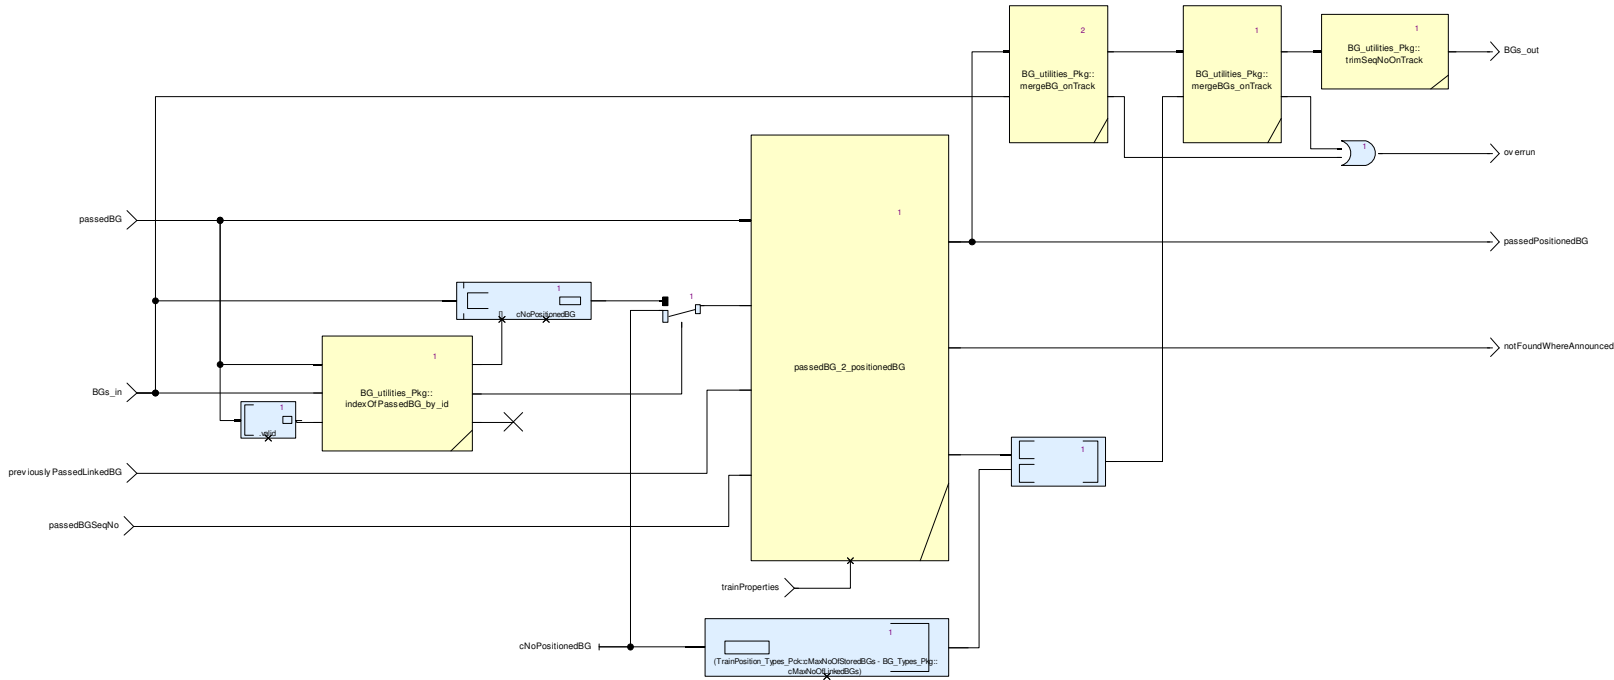 2
BG_utilities_Pkg::
mergeBG_onTrack
1
BG_utilities_Pkg::
mergeBGs_onTrack
1
BG_utilities_Pkg::
trimSeqNoOnTrack
BGs_out
1
overrun
passedBG
1
passedPositionedBG
1
cNoPositionedBG
1
notFoundWhereAnnounced
1
BG_utilities_Pkg::
indexOfPassedBG_by_id
passedBG_2_positionedBG
BGs_in
1
.valid
previouslyPassedLinkedBG
1
passedBGSeqNo
trainProperties
cNoPositionedBG
1
(TrainPosition_Types_Pck::cMaxNoOfStoredBGs - BG_Types_Pkg::
cMaxNoOfLinkedBGs)